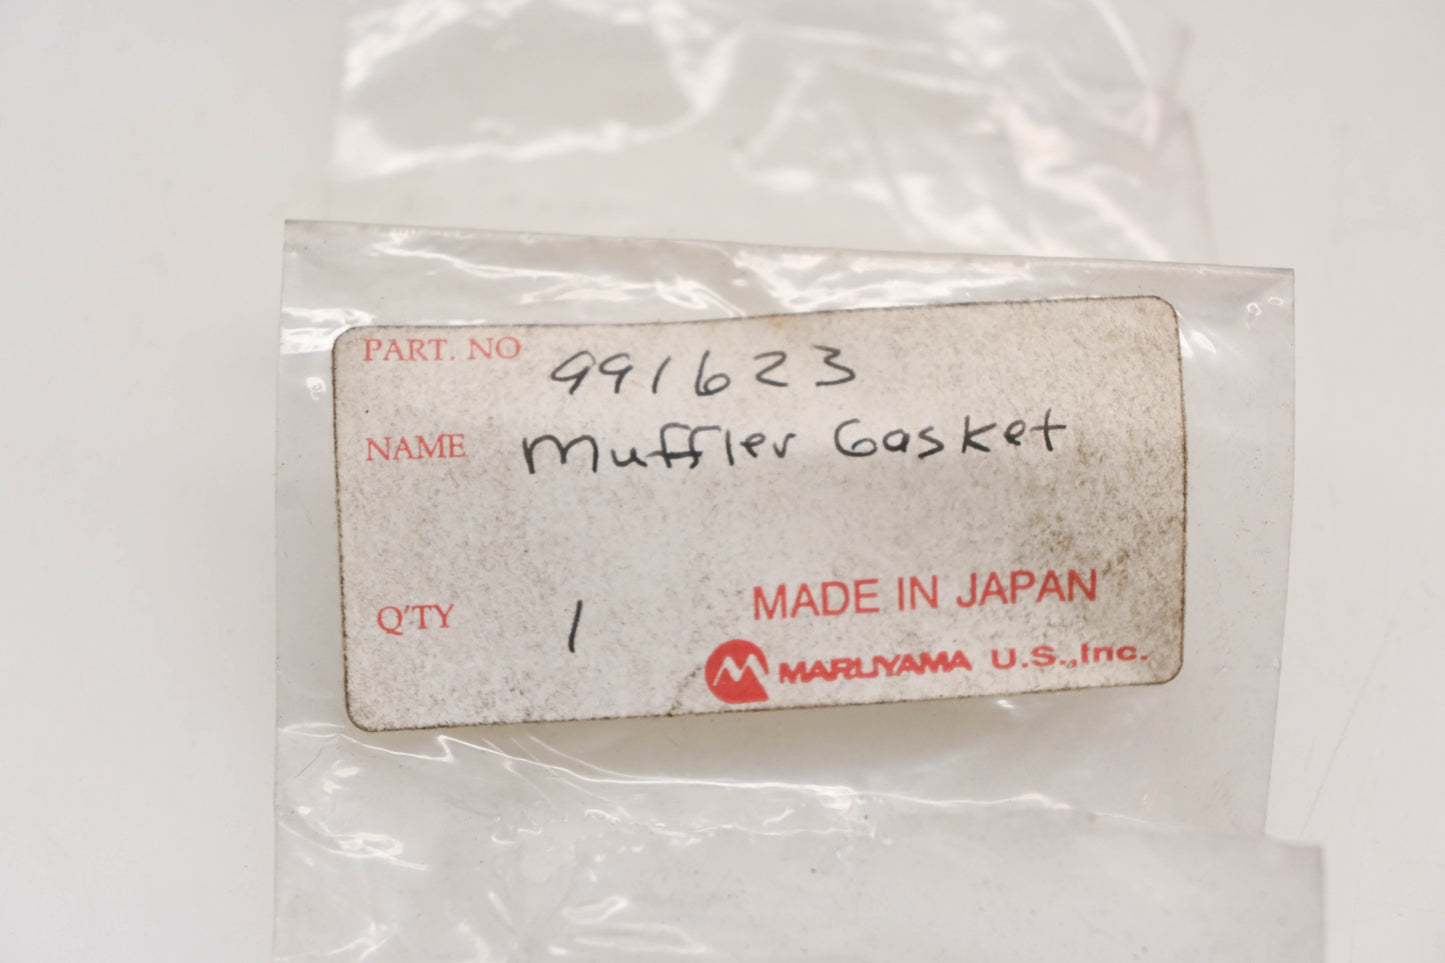 PART. NO 991623
NAME Muffler Gasket
Q'TY 1
MADE IN JAPAN
MARUYAMA U.S.,Inc.